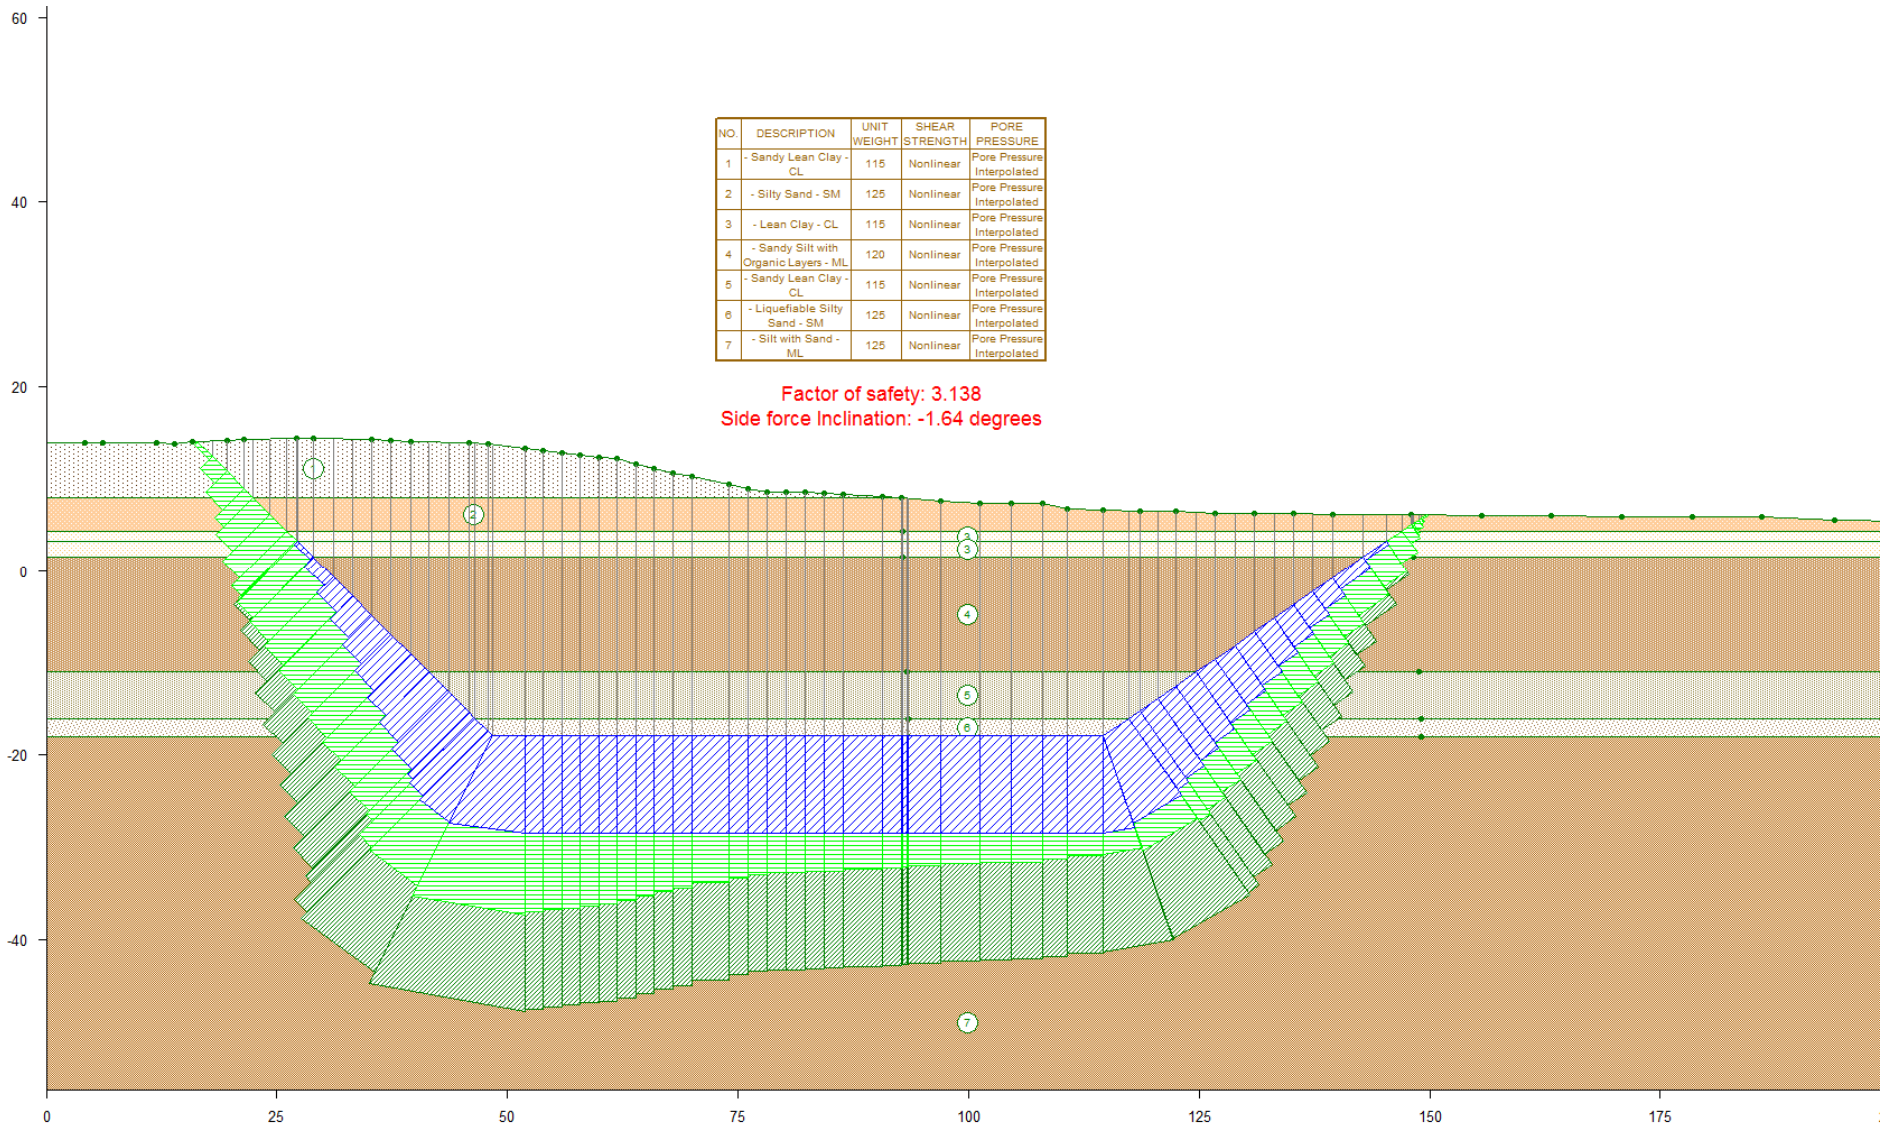 60
40
20
0
-20
-40
NO. DESCRIPTION UNIT WEIGHT SHEAR STRENGTH PORE PRESSURE
1 - Sandy Lean Clay - CL 115 Nonlinear Pore Pressure Interpolated
2 - Silty Sand - SM 125 Nonlinear Pore Pressure Interpolated
3 - Lean Clay - CL 115 Nonlinear Pore Pressure Interpolated
4 - Sandy Silt with Organic Layers - ML 120 Nonlinear Pore Pressure Interpolated
5 - Sandy Lean Clay - CL 115 Nonlinear Pore Pressure Interpolated
6 - Liquefiable Silty Sand - SM 125 Nonlinear Pore Pressure Interpolated
7 - Silt with Sand - ML 125 Nonlinear Pore Pressure Interpolated
Factor of safety: 3.138
Side force Inclination: -1.64 degrees
1
2
3
3
4
5
6
7
0 25 50 75 100 125 150 175